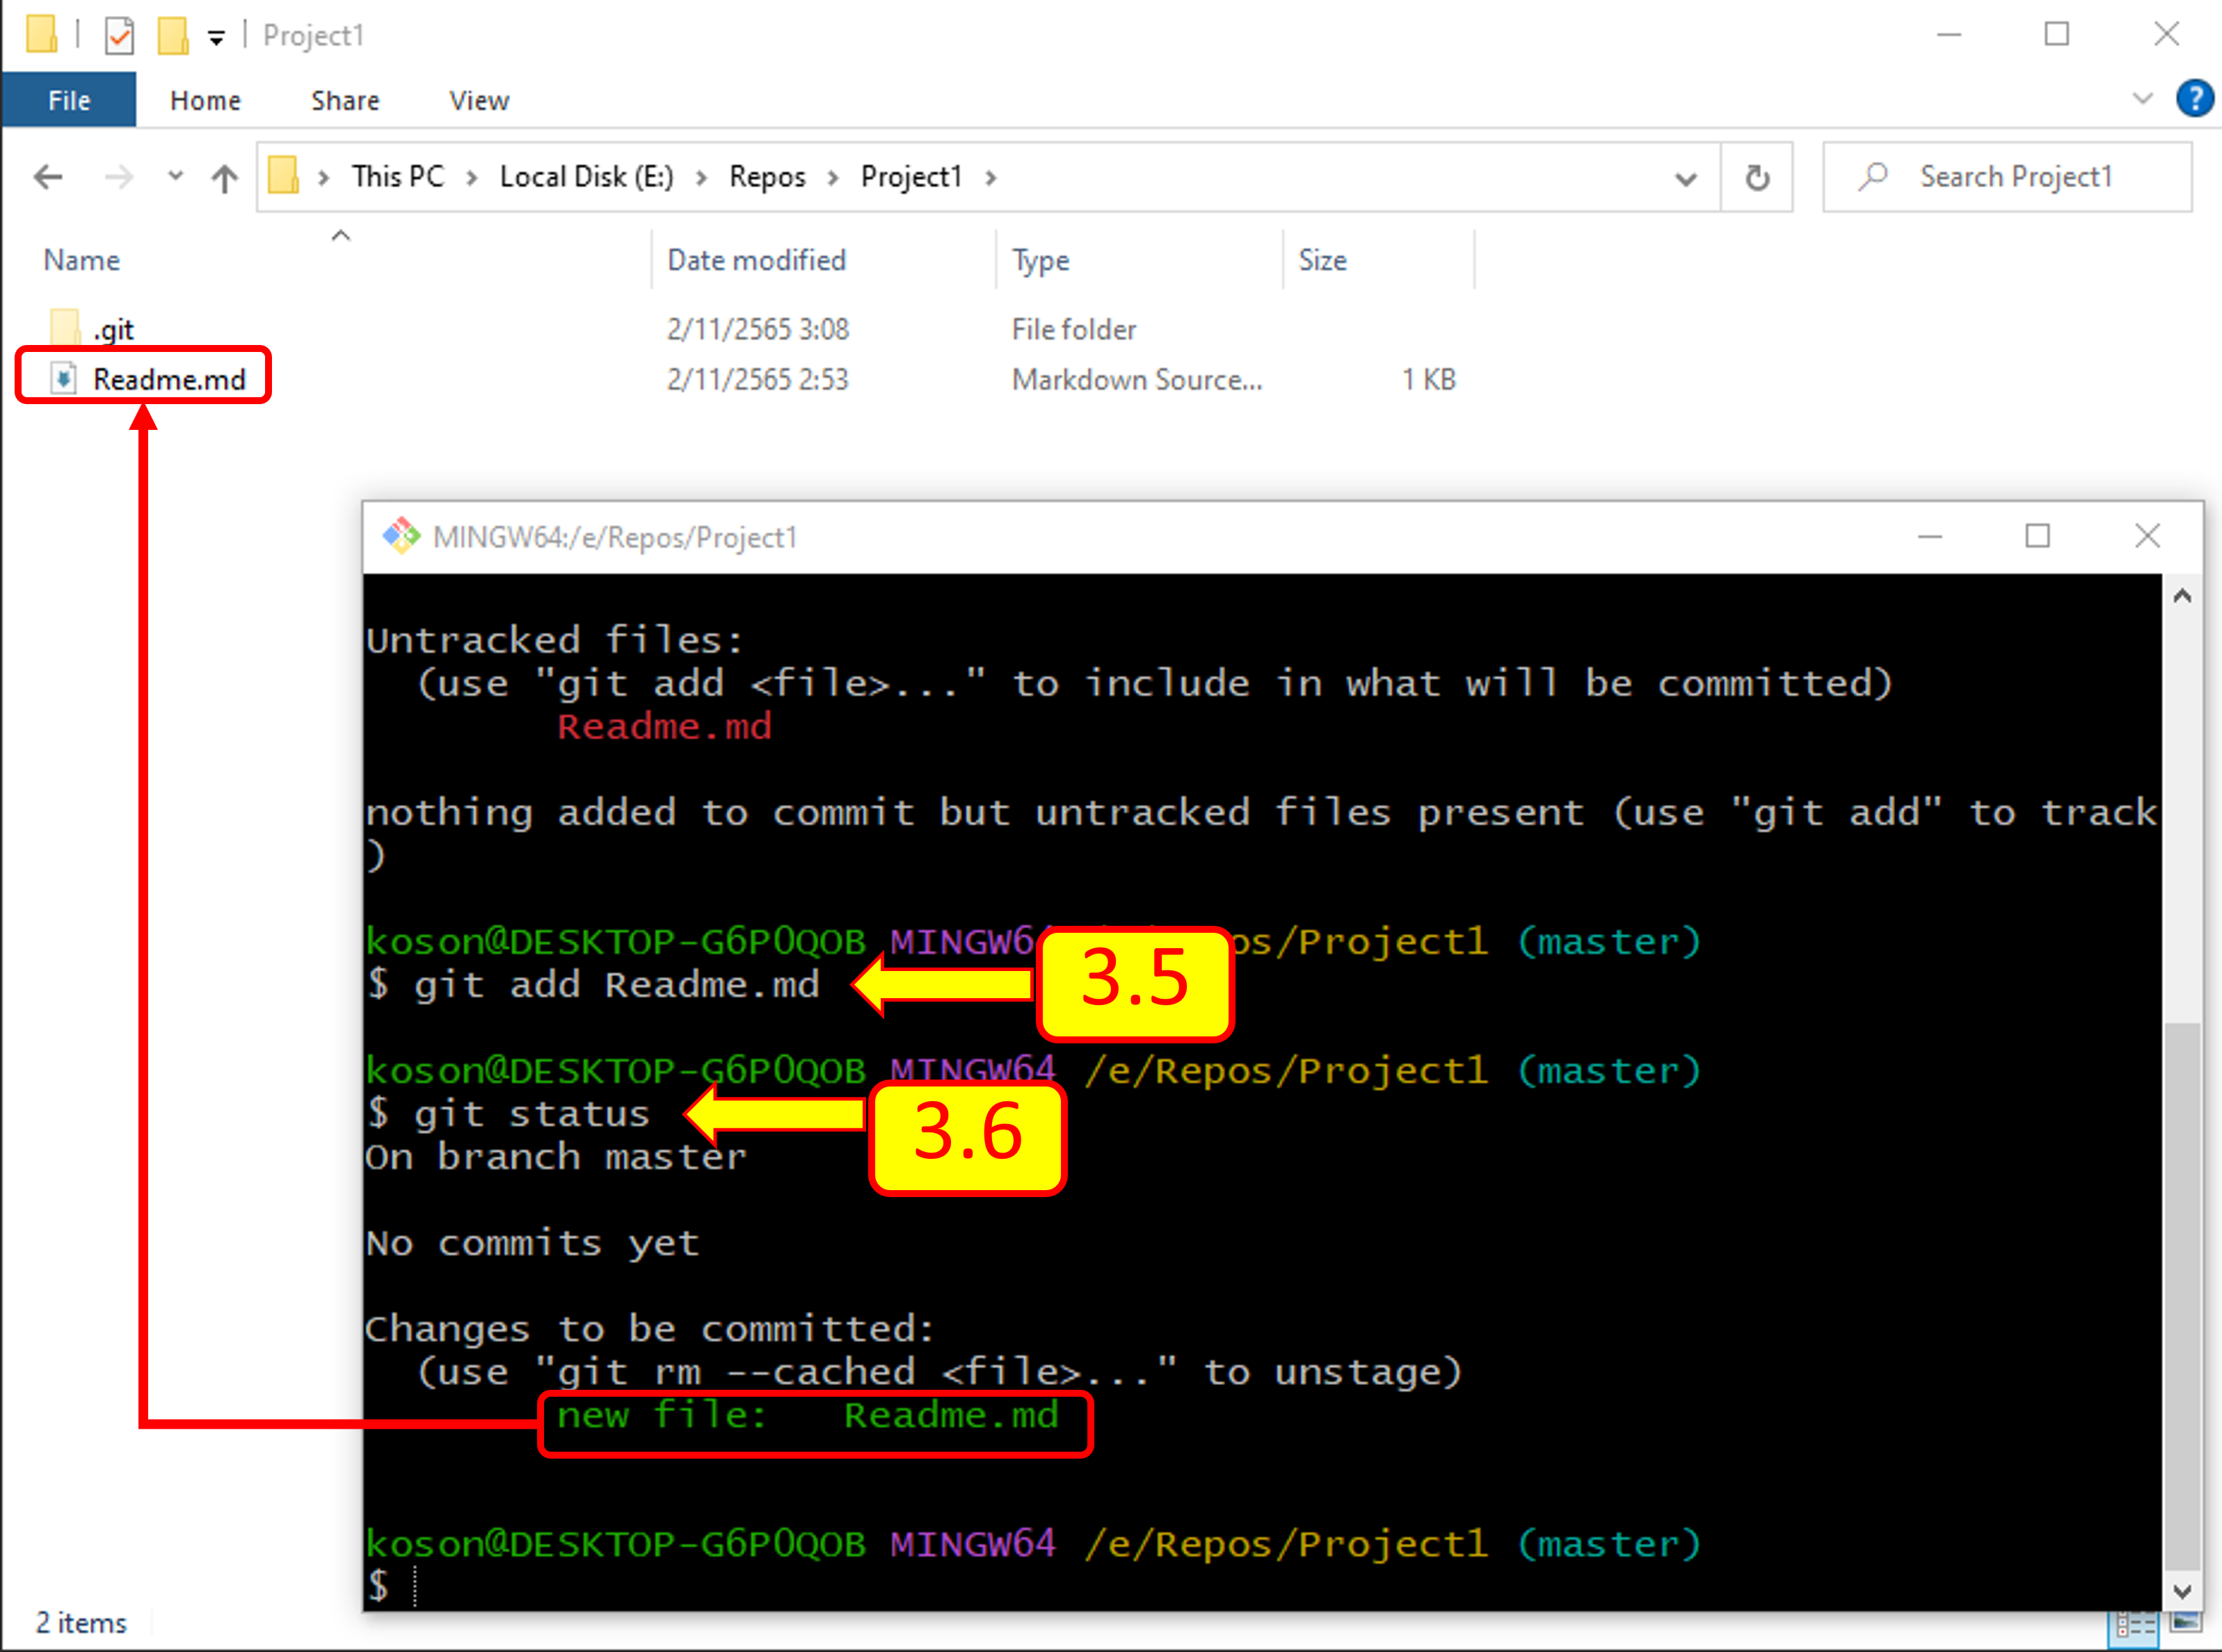 Project1
File Home Share View
This PC Local Disk (E:) Repos Project1
Search Project1
Name Date modified Type Size
.git 2/11/2565 3:08 File folder
Readme.md 2/11/2565 2:53 Markdown Source... 1 KB
MINGW64:/e/Repos/Project1
Untracked files:
(use "git add <file>..." to include in what will be committed)
Readme.md
nothing added to commit but untracked files present (use "git add" to track
)
koson@DESKTOP-G6P0QOB MINGW64 os/Project1 (master)
$ git add Readme.md
3.5
koson@DESKTOP-G6P0QOB MINGW64 /e/Repos/Project1 (master)
$ git status
3.6
On branch master
No commits yet
Changes to be committed:
(use "git rm --cached <file>..." to unstage)
new file: Readme.md
koson@DESKTOP-G6P0QOB MINGW64 /e/Repos/Project1 (master)
$
2 items